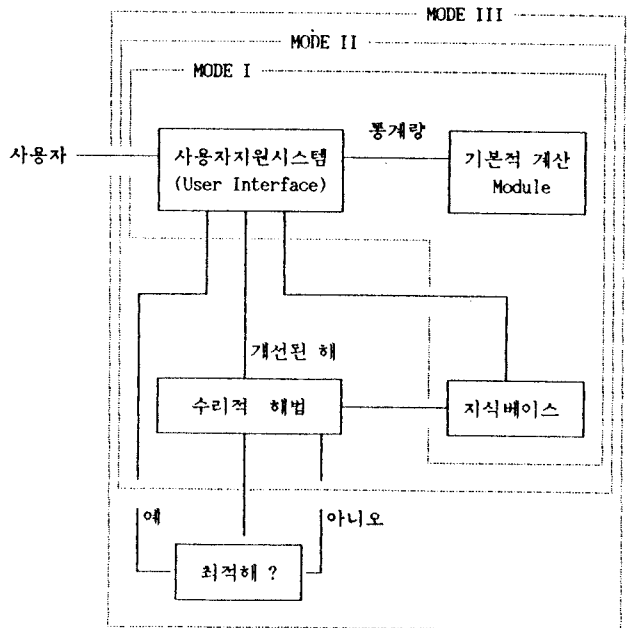 MODE III
MODE II
MODE I
통계량
사용자
사용자지원시스템
(User Interface)
기본적 계산
Module
개선된 해
수리적 해법
지식베이스
예
아니오
최적해 ?